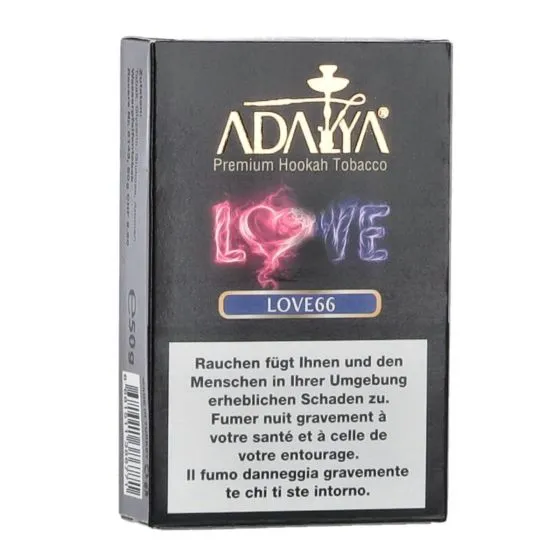 ADALYA®
Premium Hookah Tobacco
LOVE
LOVE66
Rauchen fügt Ihnen und den
Menschen in Ihrer Umgebung
erheblichen Schaden zu.
Fumer nuit gravement à
votre santé et à celle de
votre entourage.
Il fumo danneggia gravemente
te chi ti ste intorno.
Zutaten:
℮50g